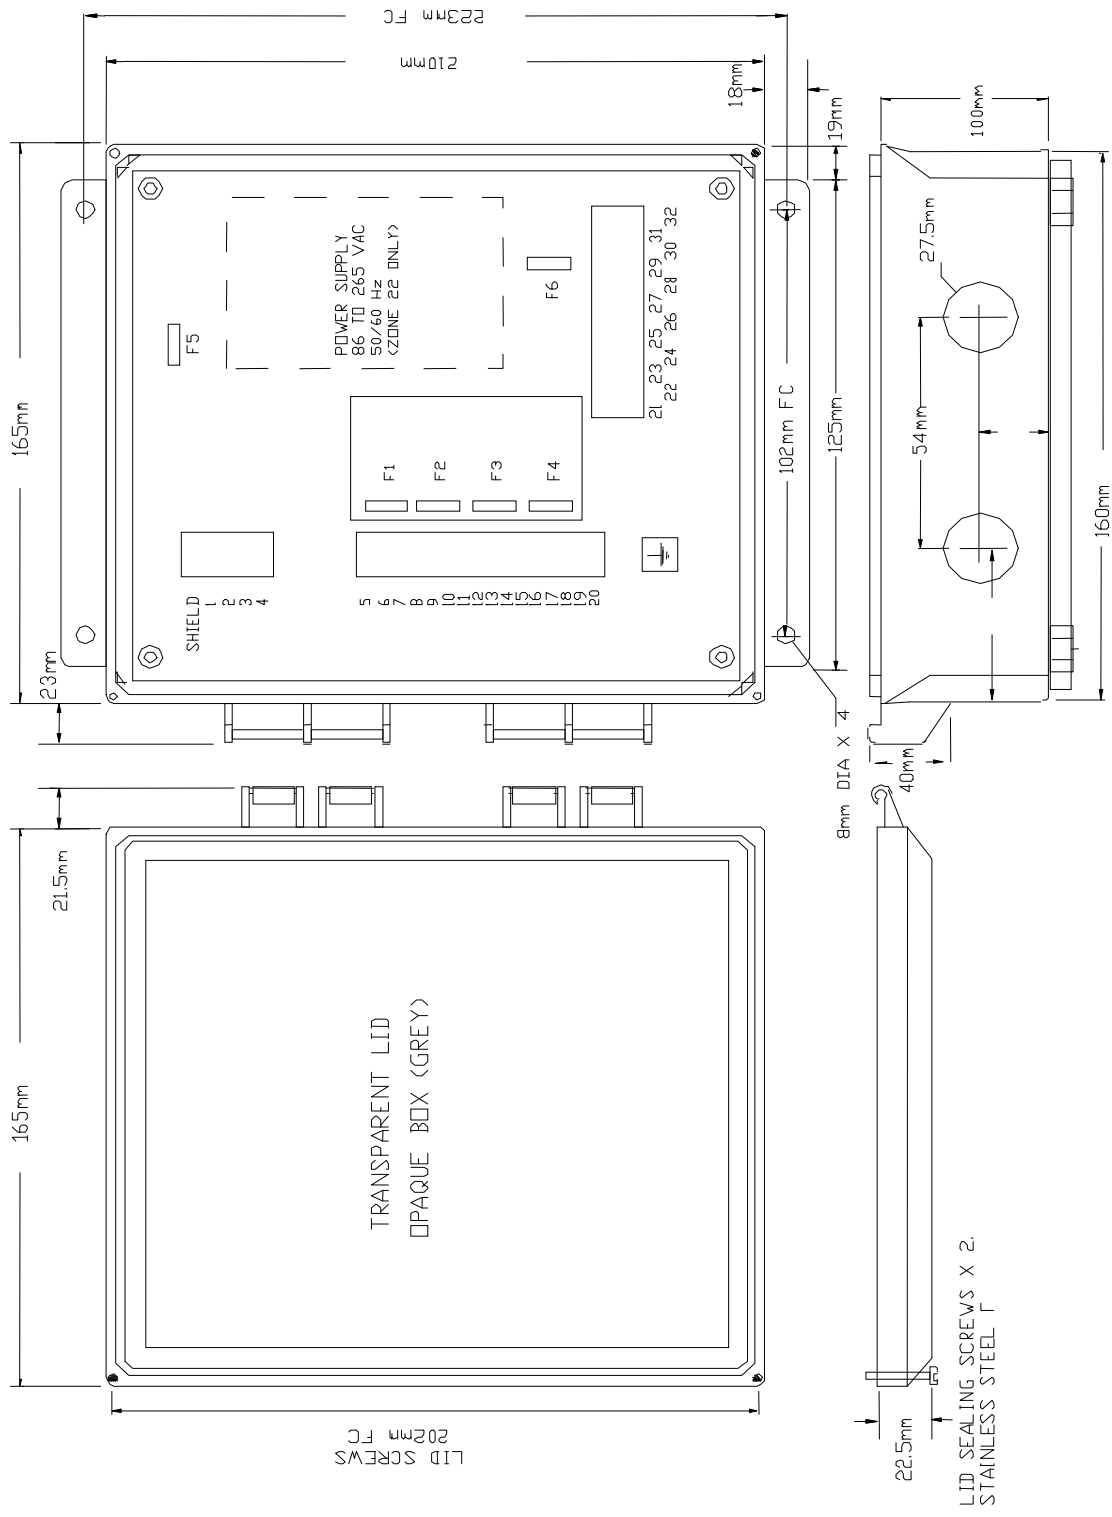 223mm FC
210mm
18mm
19mm
165mm
23mm
100mm
27.5mm
54mm
160mm
40mm
102mm FC
125mm
8mm DIA X 4
POWER SUPPLY
86 TO 265 VAC
50/60 Hz
<ZONE 22 ONLY>
F5
F6
F1
F2
F3
F4
21 23 25 27 29 31
22 24 26 28 30 32
SHIELD
1
2
3
4
5
6
7
8
9
10
11
12
13
14
15
16
17
18
19
20
21.5mm
165mm
TRANSPARENT LID
OPAQUE BOX <GREY>
LID SCREWS
202mm FC
22.5mm
LID SEALING SCREWS X 2.
STAINLESS STEEL